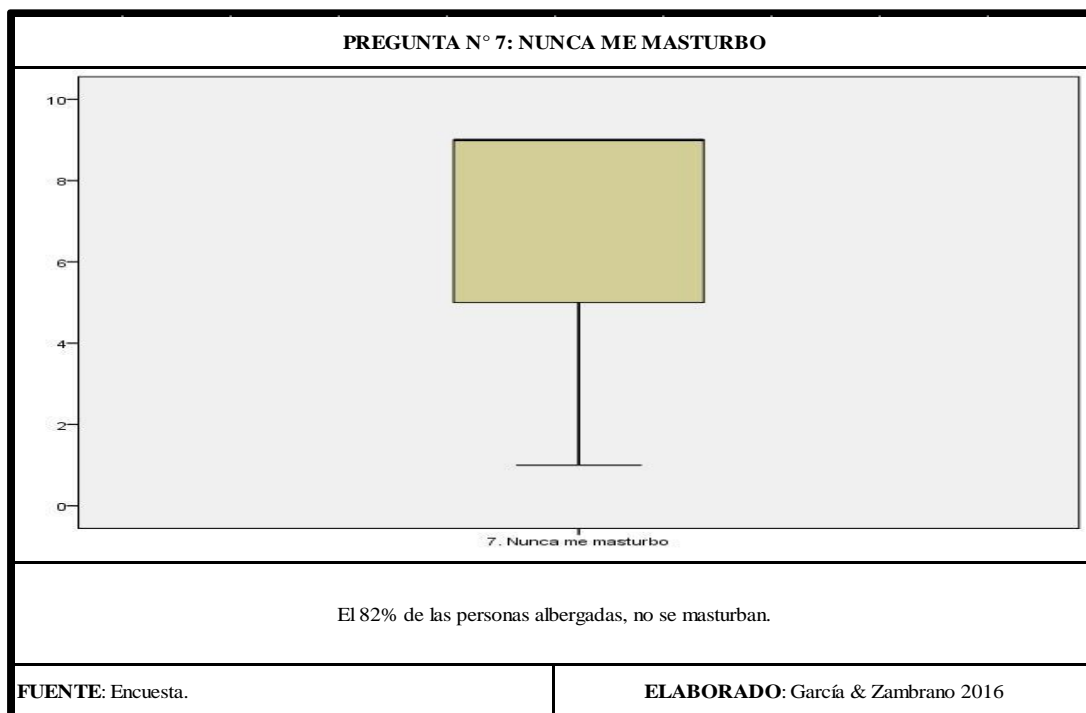 PREGUNTA N° 7: NUNCA ME MASTURBO
10
8
6
4
2
0
7. Nunca me masturbo
El 82% de las personas albergadas, no se masturban.
FUENTE: Encuesta.
ELABORADO: García & Zambrano 2016